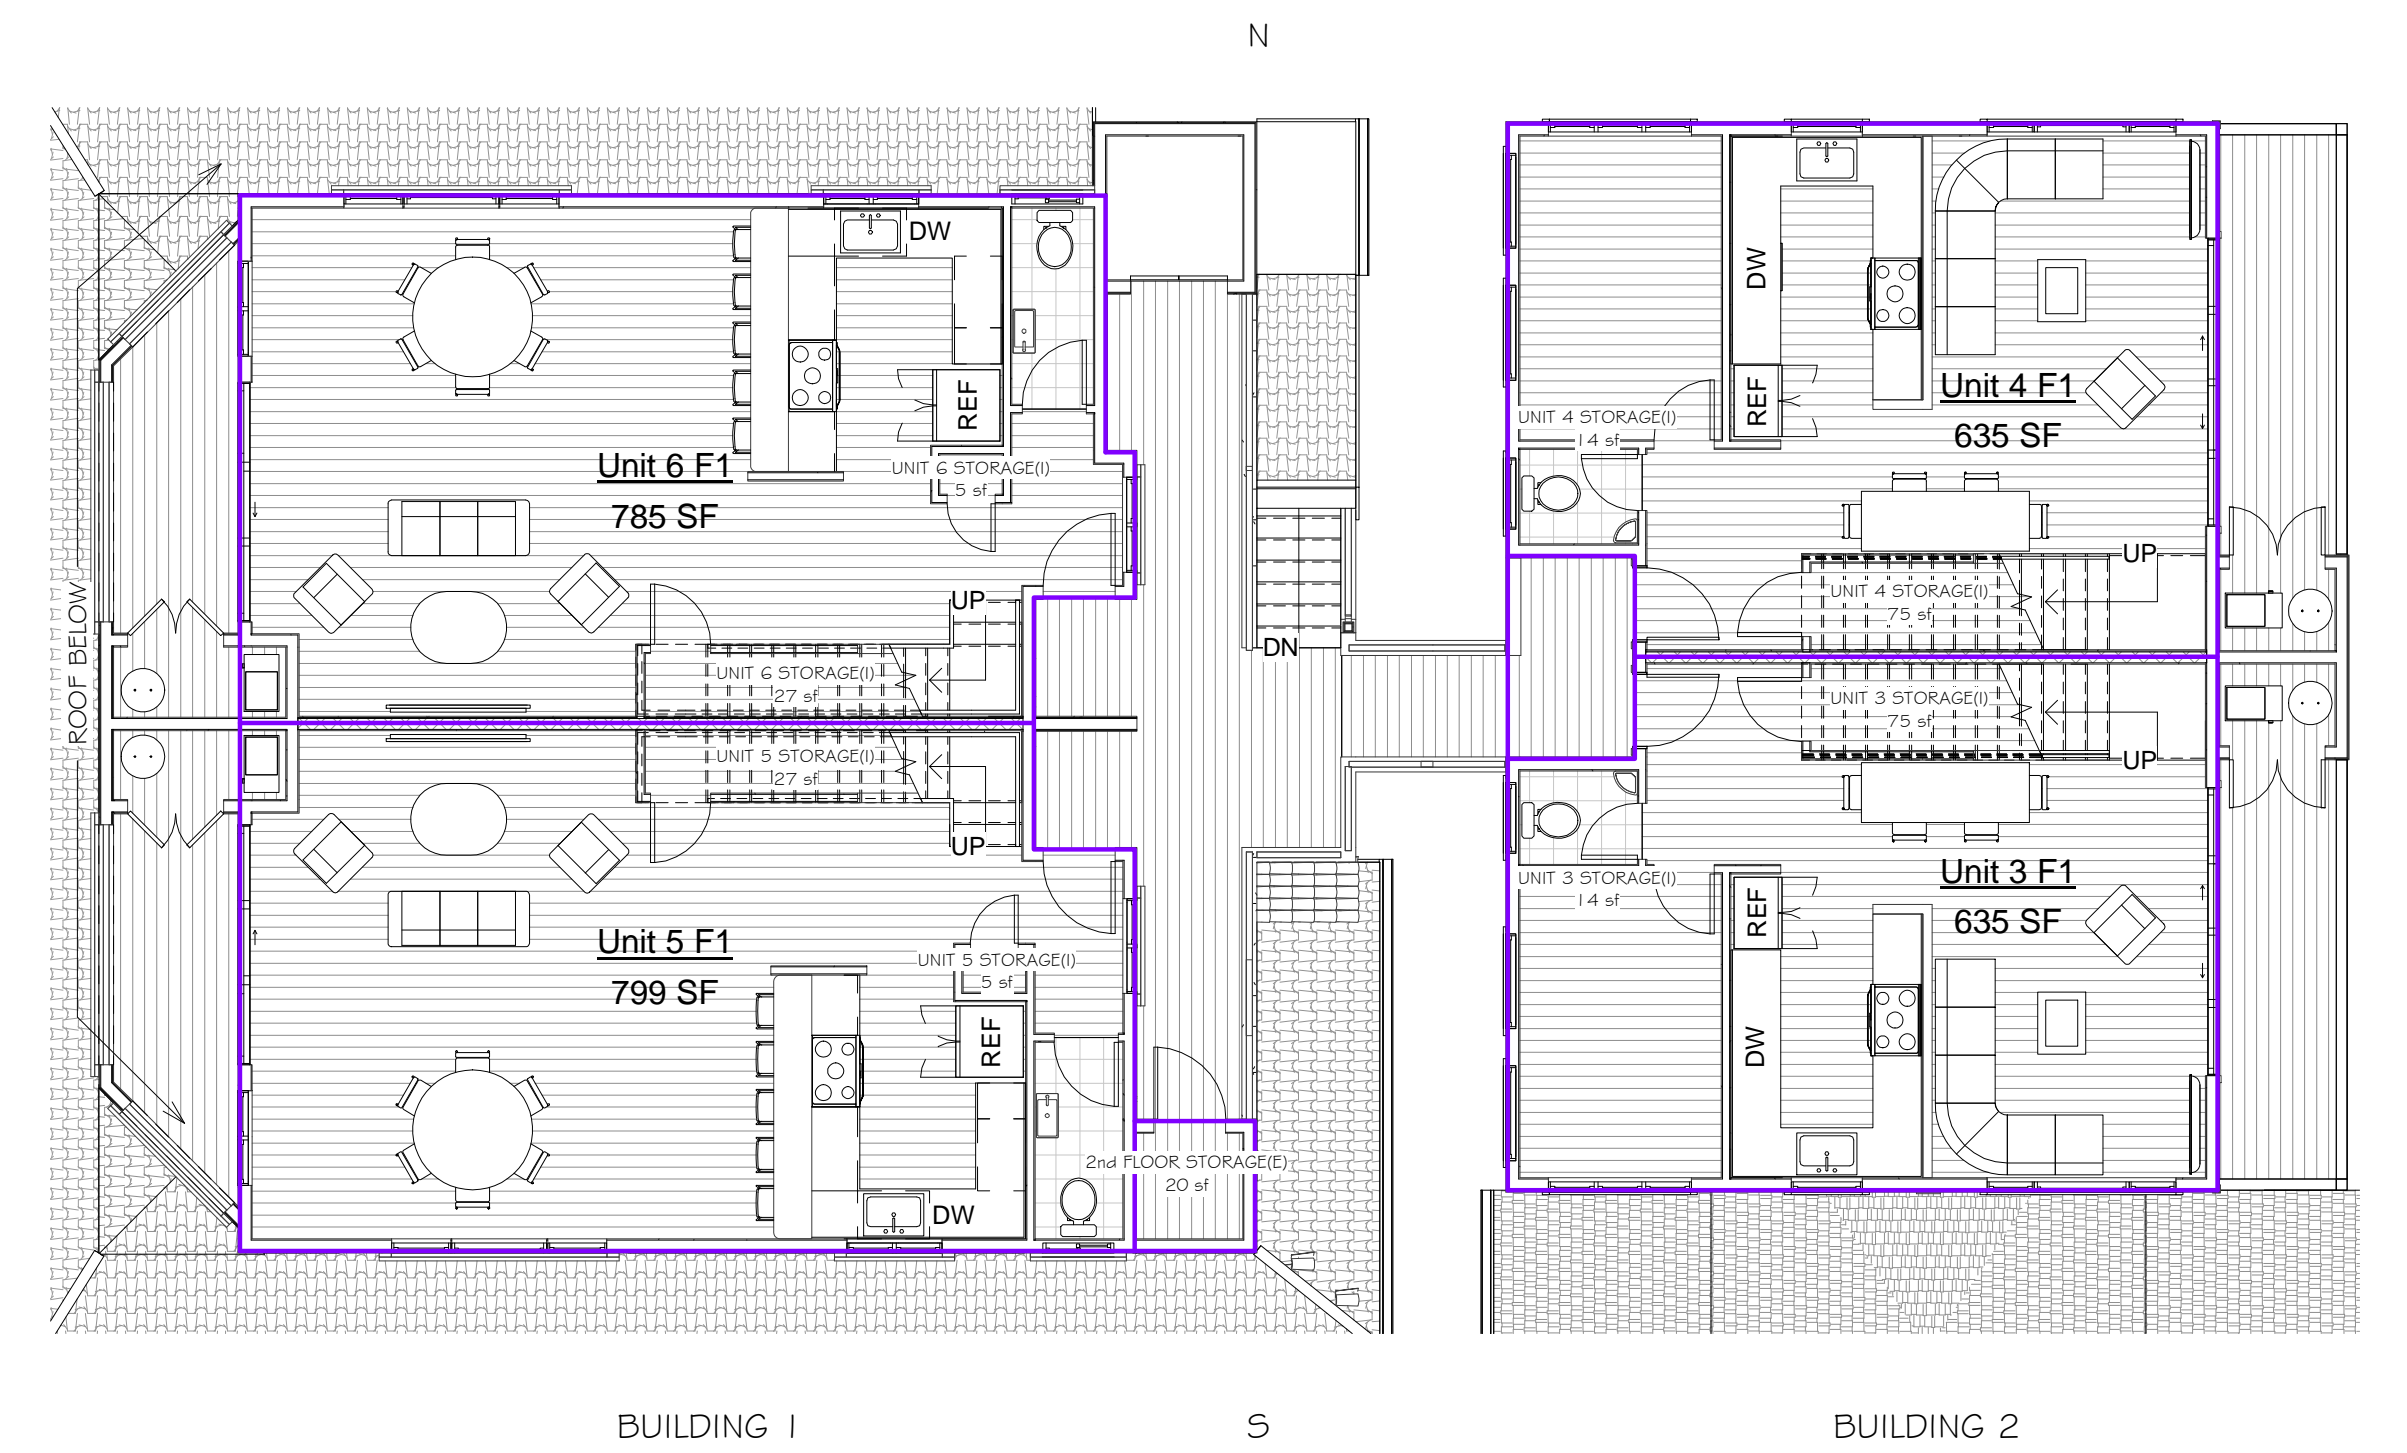 N
DW
REF
Unit 6 F1
785 SF
UNIT 6 STORAGE(I)
5 sf
UP
UNIT 6 STORAGE(I)
27 sf
ROOF BELOW
DN
UNIT 5 STORAGE(I)
27 sf
UP
Unit 5 F1
799 SF
UNIT 5 STORAGE(I)
5 sf
REF
DW
2nd FLOOR STORAGE(E)
20 sf
DW
REF
UNIT 4 STORAGE(I)
14 sf
Unit 4 F1
635 SF
UP
UNIT 4 STORAGE(I)
75 sf
UNIT 3 STORAGE(I)
75 sf
UP
UNIT 3 STORAGE(I)
14 sf
REF
Unit 3 F1
635 SF
DW
BUILDING 1
S
BUILDING 2